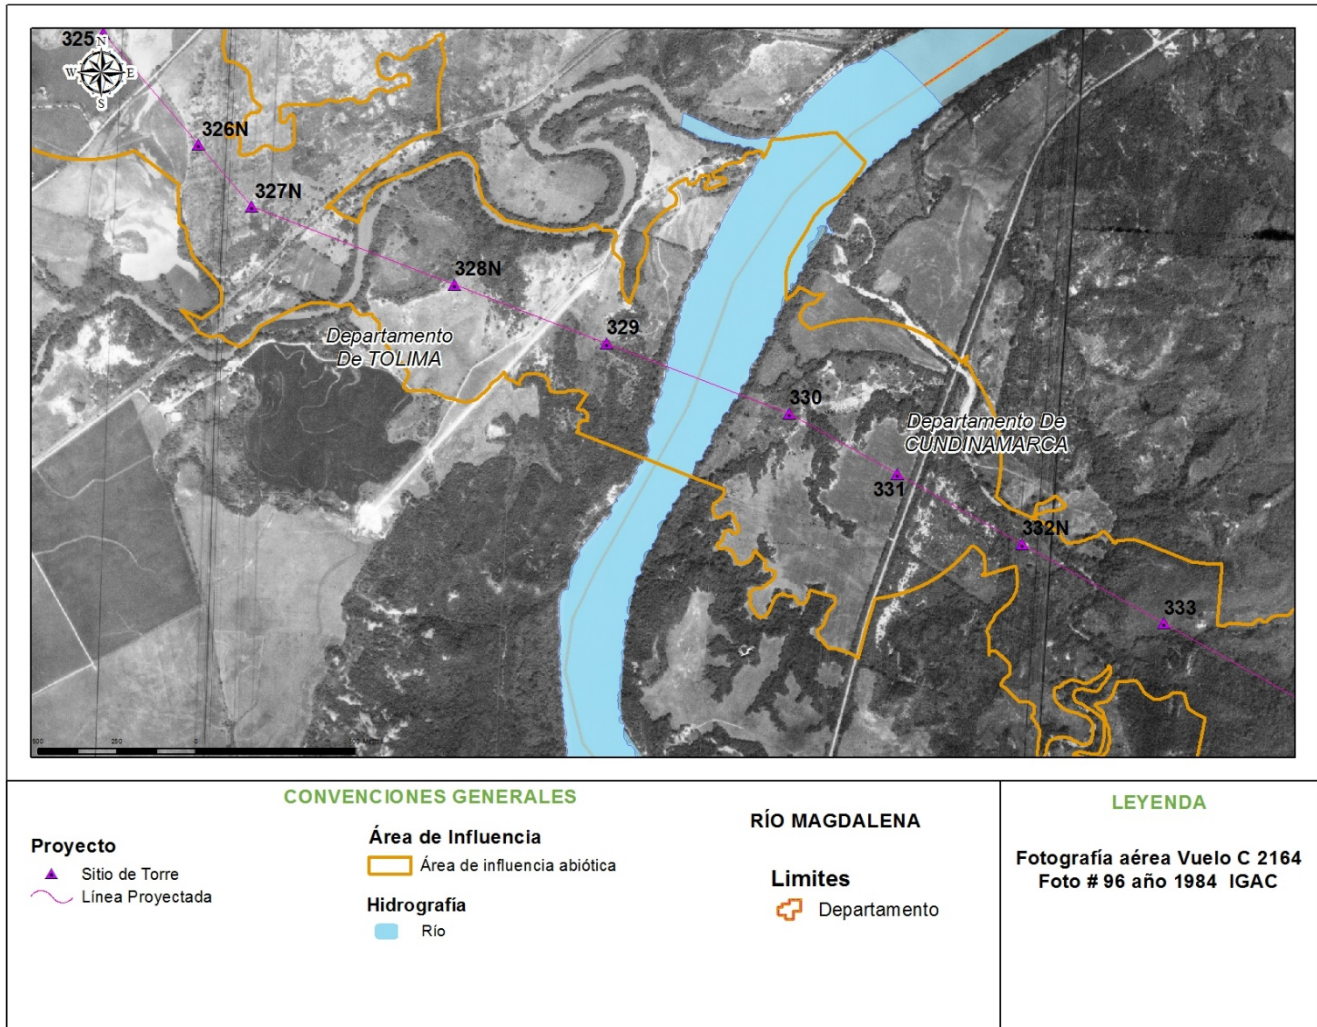 325
N
W
E
S
326N
327N
328N
329
Departamento
De TOLIMA
330
Departamento De
CUNDINAMARCA
331
332N
333
CONVENCIONES GENERALES
Proyecto
Sitio de Torre
Línea Proyectada
Área de Influencia
Área de influencia abiótica
Hidrografía
Río
RÍO MAGDALENA
Limites
Departamento
LEYENDA
Fotografía aérea Vuelo C 2164
Foto # 96 año 1984 IGAC